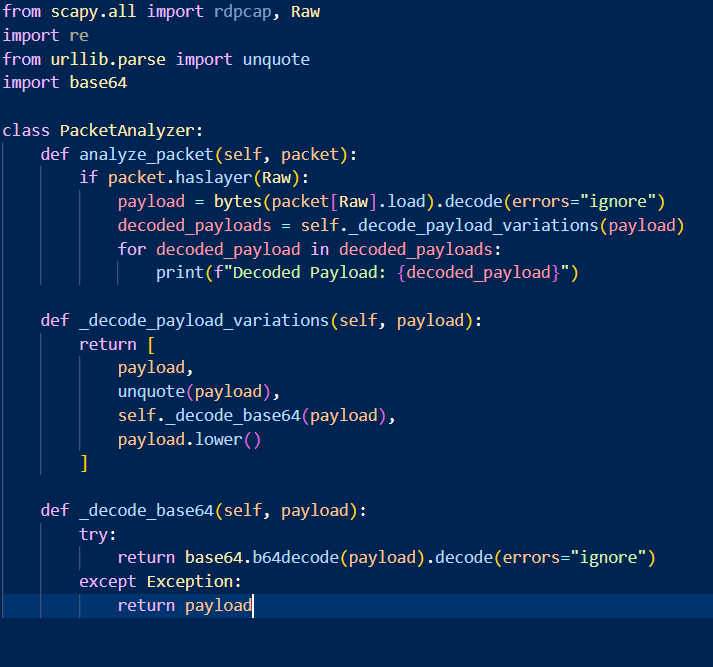 from scapy.all import rdpcap, Raw
import re
from urllib.parse import unquote
import base64
class PacketAnalyzer:
    def analyze_packet(self, packet):
        if packet.haslayer(Raw):
            payload = bytes(packet[Raw].load).decode(errors="ignore")
            decoded_payloads = self._decode_payload_variations(payload)
            for decoded_payload in decoded_payloads:
                print(f"Decoded Payload: {decoded_payload}")
    def _decode_payload_variations(self, payload):
        return [
            payload,
            unquote(payload),
            self._decode_base64(payload),
            payload.lower()
        ]
    def _decode_base64(self, payload):
        try:
            return base64.b64decode(payload).decode(errors="ignore")
        except Exception:
            return payload